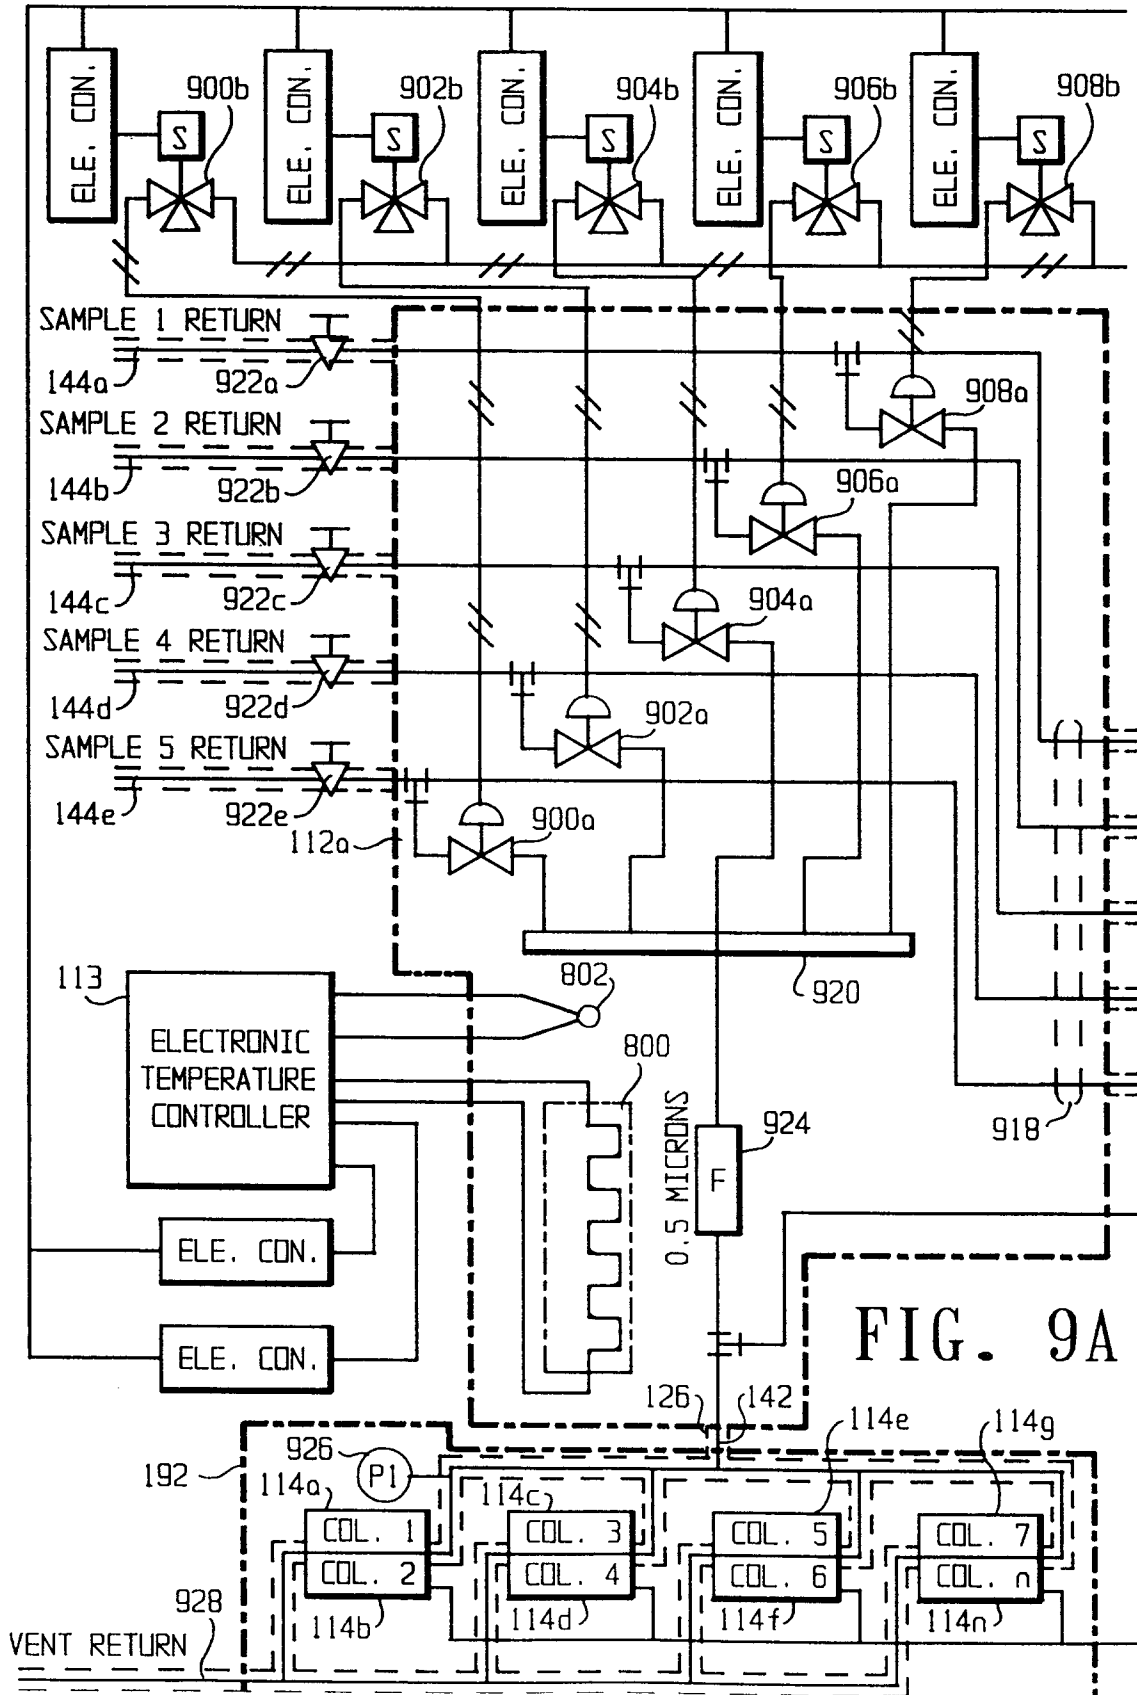 ELE. CON.
ELE. CON.
ELE. CON.
ELE. CON.
ELE. CON.
900b
902b
904b
906b
908b
S
S
S
S
S
SAMPLE 1 RETURN
144a
922a
908a
SAMPLE 2 RETURN
144b
922b
906a
SAMPLE 3 RETURN
144c
922c
904a
SAMPLE 4 RETURN
144d
922d
902a
SAMPLE 5 RETURN
144e
922e
112a
900a
920
918
113
802
ELECTRONIC
TEMPERATURE
CONTROLLER
800
0.5 MICRONS
924
F
ELE. CON.
ELE. CON.
FIG. 9A
126
142
114e
114g
926
P1
192
114a
114c
COL. 1
COL. 3
COL. 5
COL. 7
COL. 2
COL. 4
COL. 6
COL. n
114b
114d
114f
114n
928
VENT RETURN